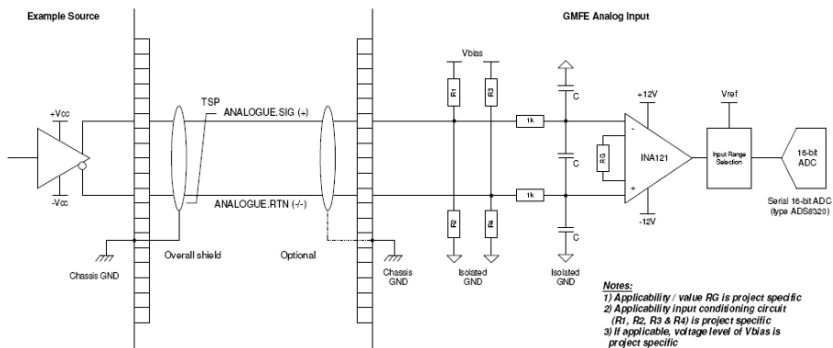 Example Source
GMFE Analog Input
Vbias
TSP
ANALOGUE.SIG (+)
+Vcc
-Vcc
ANALOGUE.RTN (-/-)
R1
R3
R2
R4
1k
1k
C
C
C
RG
+12V
-
INA121
+
-12V
Vref
Input Range
Selection
16-bit
ADC
Serial 16-bit ADC
(type ADS8320)
Chassis GND
Overall shield
Optional
Chassis
GND
Isolated
GND
Isolated
GND
Notes:
1) Applicability / value RG is project specific
2) Applicability input conditioning circuit
(R1, R2, R3 & R4) is project specific
3) If applicable, voltage level of Vbias is
project specific